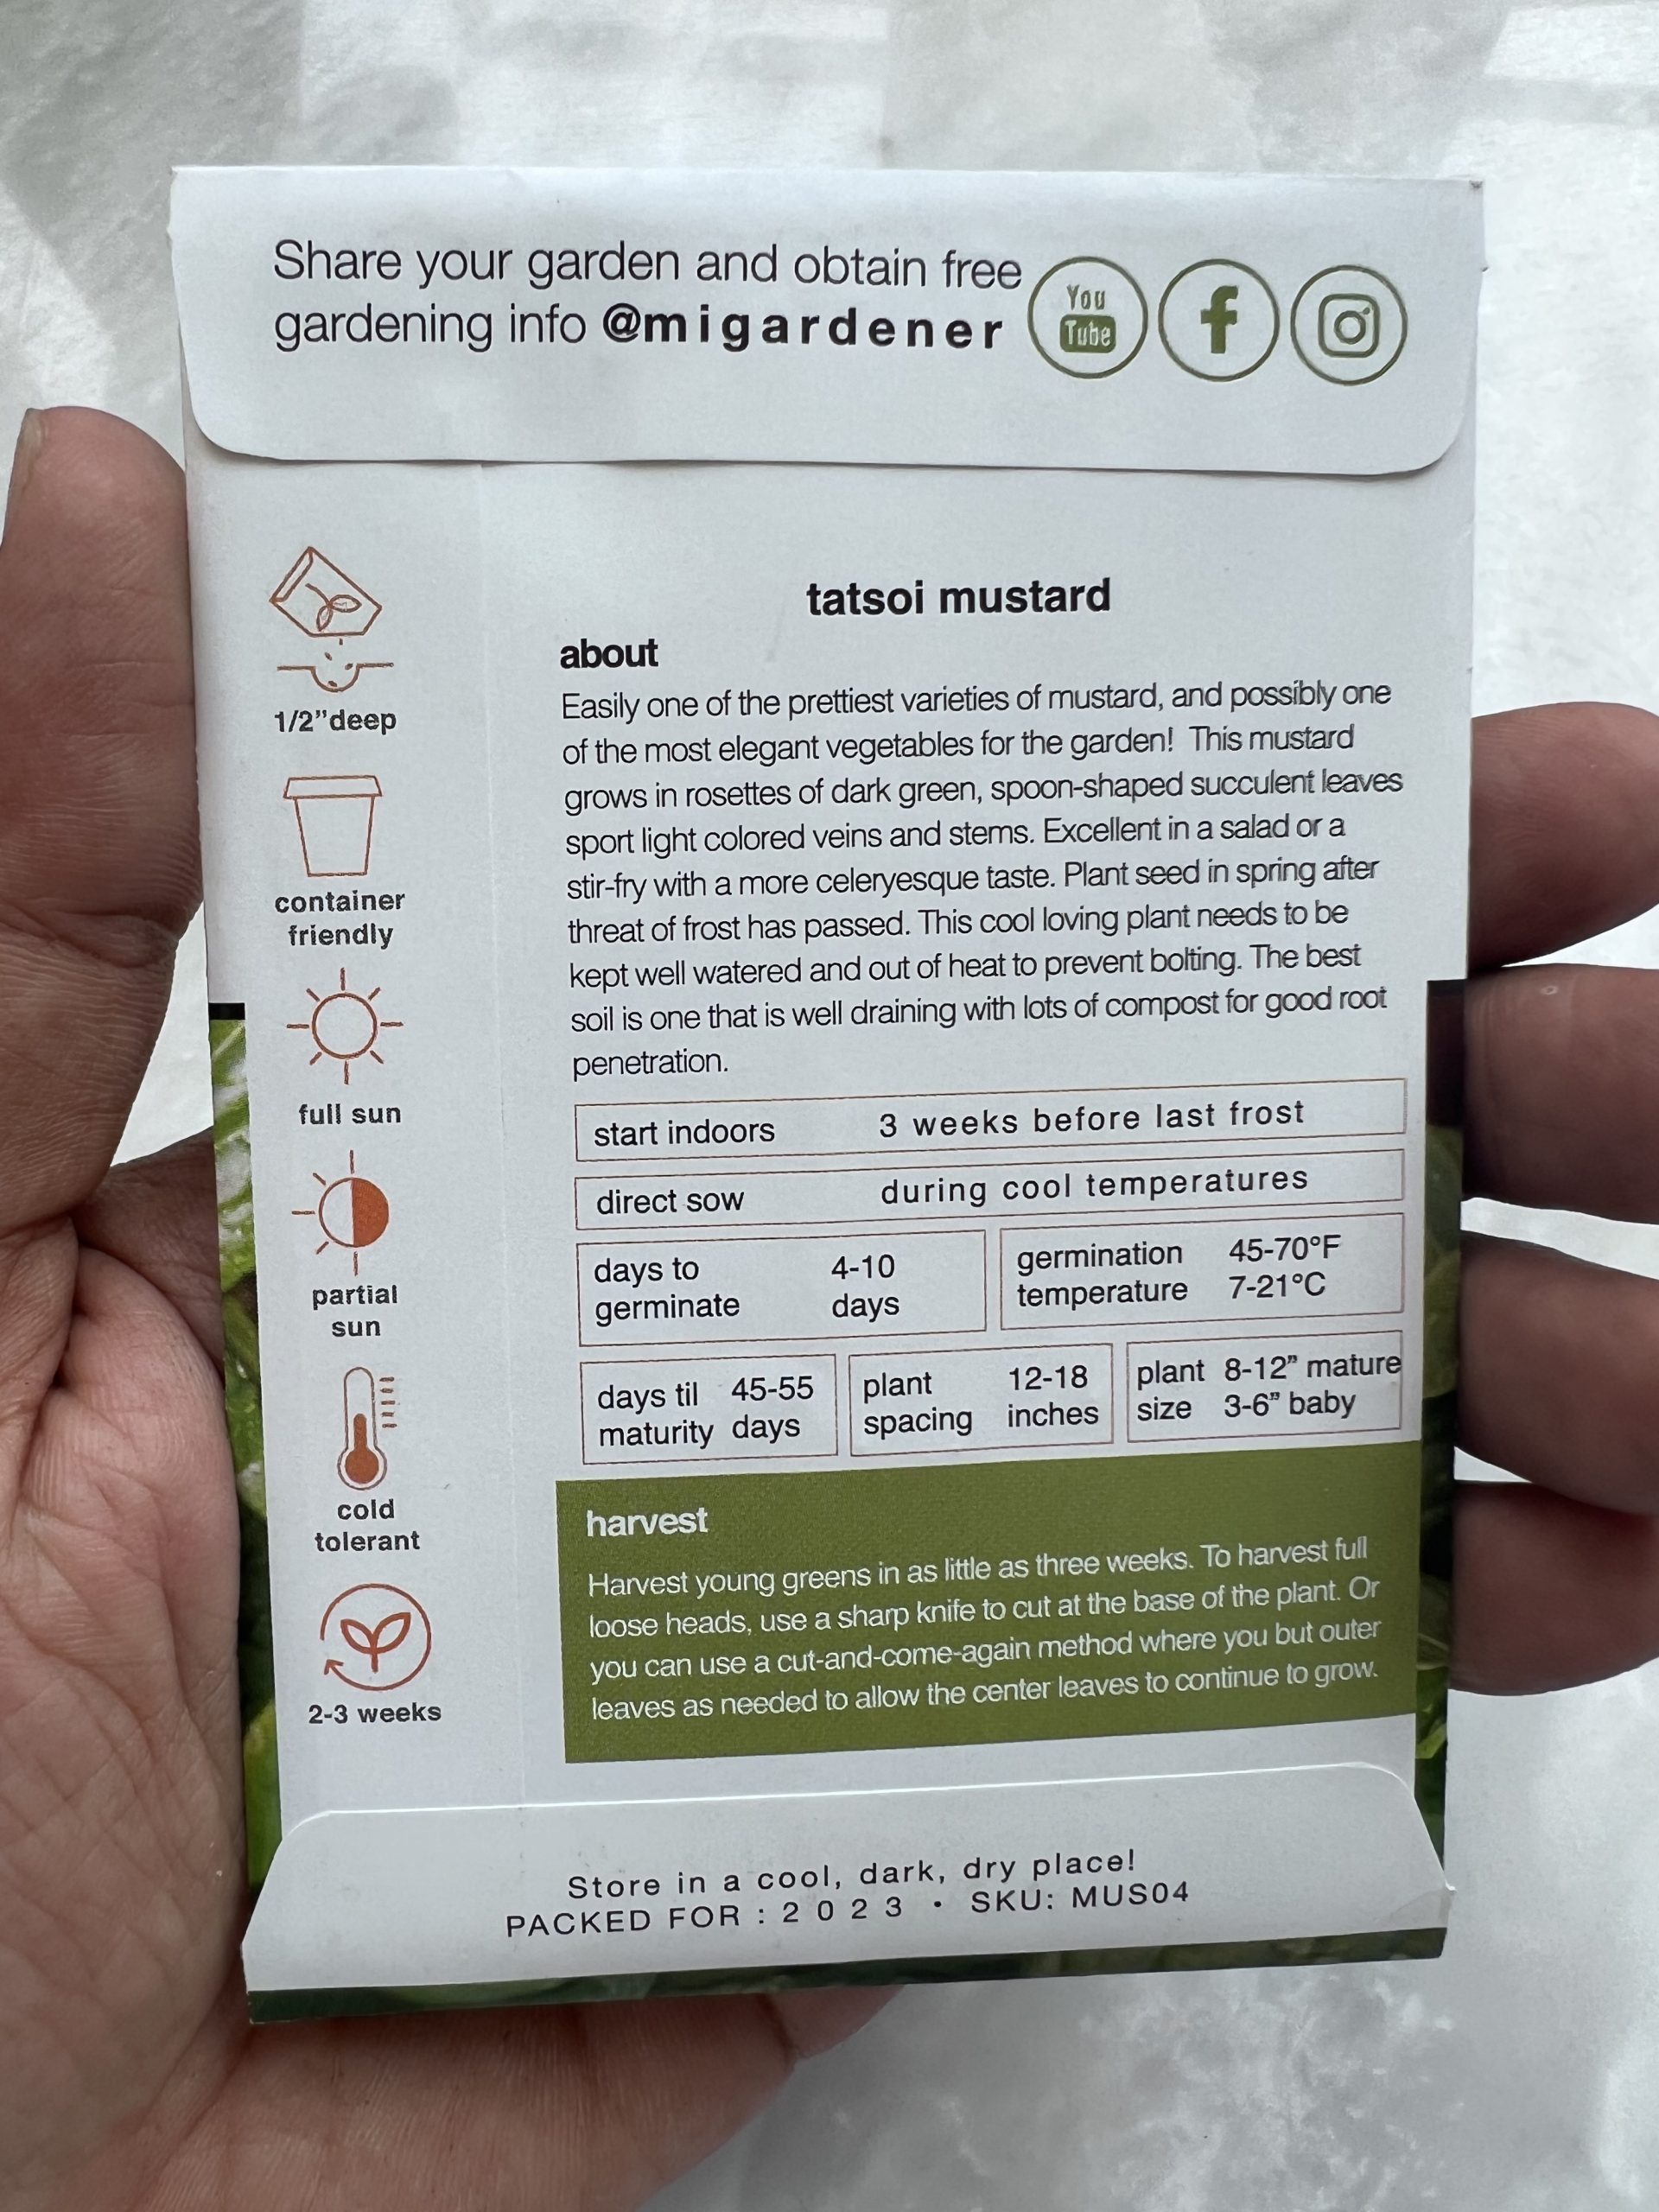 Share your garden and obtain free
gardening info @migardener
You
Tube
f
1/2”deep
container
friendly
full sun
partial
sun
cold
tolerant
2-3 weeks
tatsoi mustard
about
Easily one of the prettiest varieties of mustard, and possibly one
of the most elegant vegetables for the garden! This mustard
grows in rosettes of dark green, spoon-shaped succulent leaves
sport light colored veins and stems. Excellent in a salad or a
stir-fry with a more celeryesque taste. Plant seed in spring after
threat of frost has passed. This cool loving plant needs to be
kept well watered and out of heat to prevent bolting. The best
soil is one that is well draining with lots of compost for good root
penetration.
start indoors 3 weeks before last frost
direct sow during cool temperatures
days to 4-10
germinate days
germination 45-70°F
temperature 7-21°C
days til 45-55
maturity days
plant 12-18
spacing inches
plant 8-12” mature
size 3-6” baby
harvest
Harvest young greens in as little as three weeks. To harvest full
loose heads, use a sharp knife to cut at the base of the plant. Or
you can use a cut-and-come-again method where you but outer
leaves as needed to allow the center leaves to continue to grow.
Store in a cool, dark, dry place!
PACKED FOR : 2 0 2 3 • SKU: MUS04